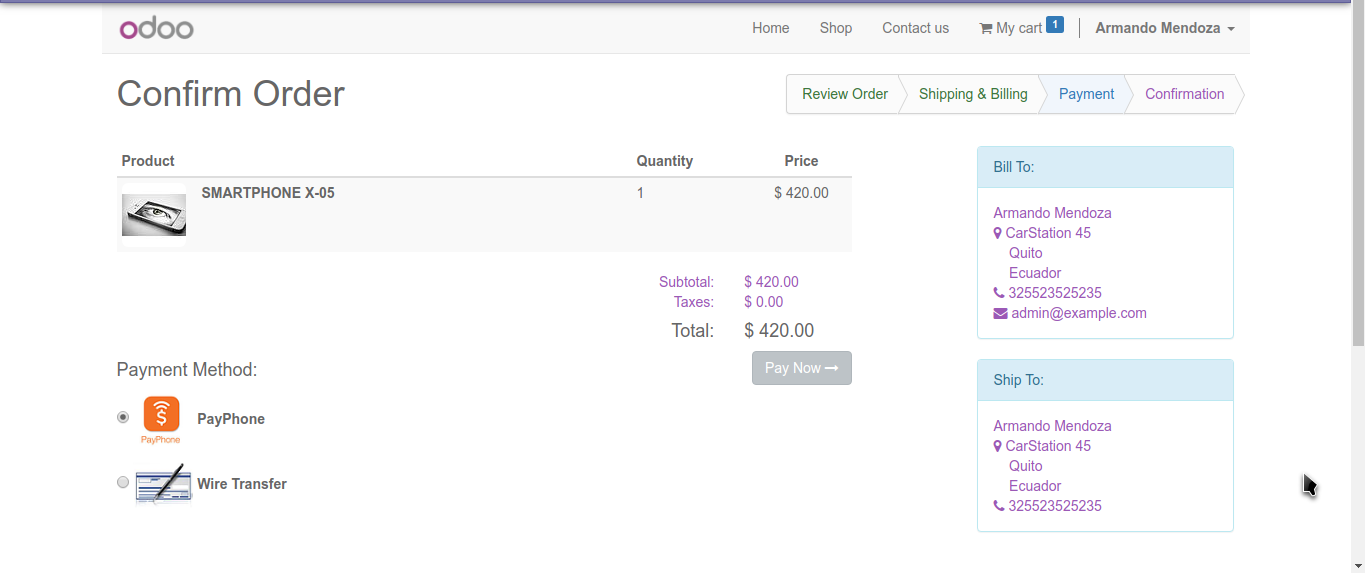 odoo
Home Shop Contact us My cart 1 Armando Mendoza
Confirm Order
Review Order Shipping & Billing Payment Confirmation
Product Quantity Price
SMARTPHONE X-05 1 $ 420.00
Subtotal: $ 420.00
Taxes: $ 0.00
Total: $ 420.00
Pay Now
Payment Method:
PayPhone
PayPhone
Wire Transfer
Bill To:
Armando Mendoza
CarStation 45
Quito
Ecuador
325523525235
admin@example.com
Ship To:
Armando Mendoza
CarStation 45
Quito
Ecuador
325523525235